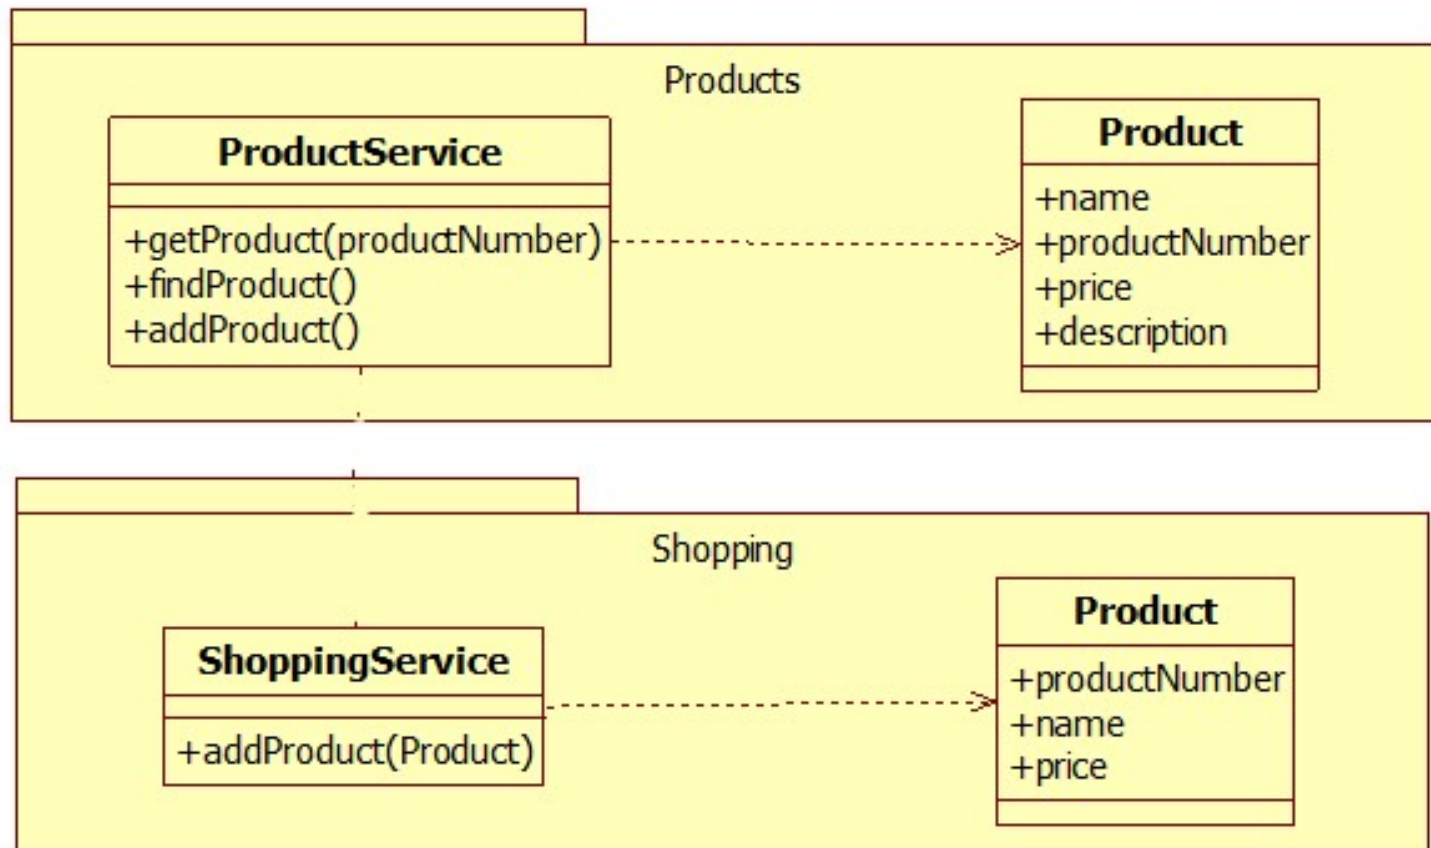 Products
ProductService
+getProduct(productNumber)
+findProduct()
+addProduct()
Product
+name
+productNumber
+price
+description
Shopping
ShoppingService
+addProduct(Product)
Product
+productNumber
+name
+price